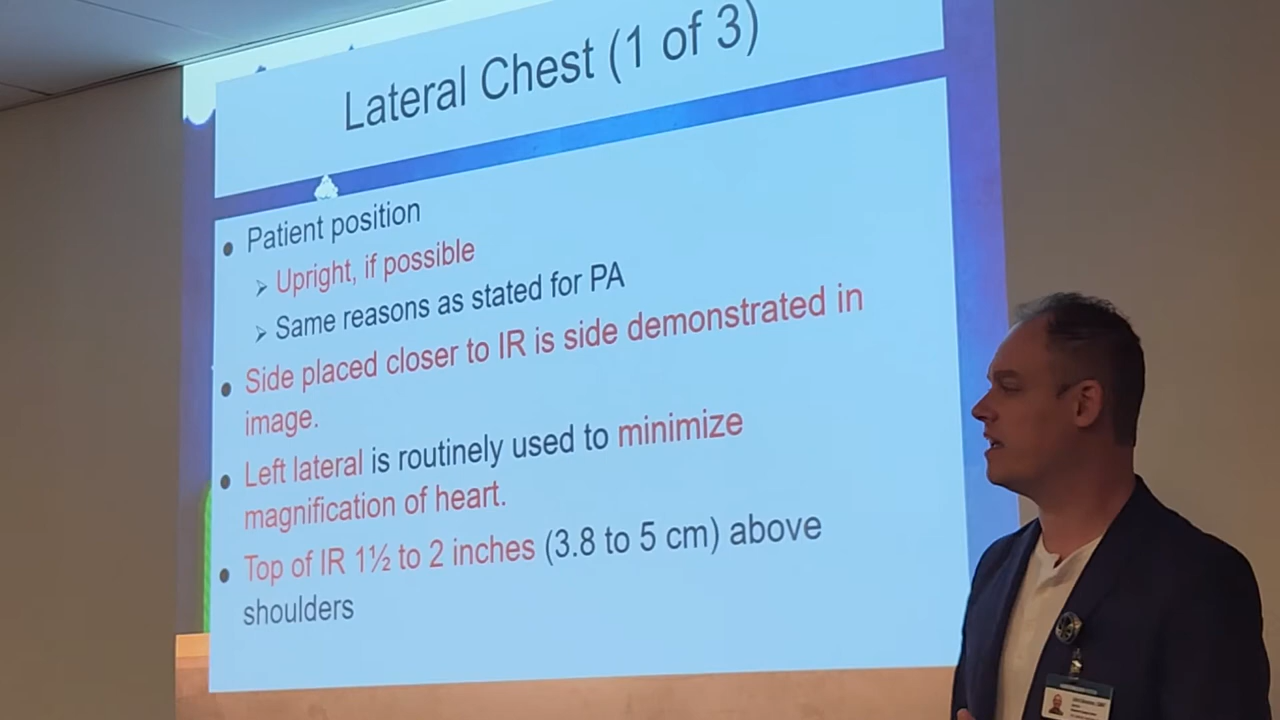 Lateral Chest (1 of 3)
• Patient position
➢ Upright, if possible
➢ Same reasons as stated for PA
• Side placed closer to IR is side demonstrated in
image.
• Left lateral is routinely used to minimize
magnification of heart.
• Top of IR 1½ to 2 inches (3.8 to 5 cm) above
shoulders